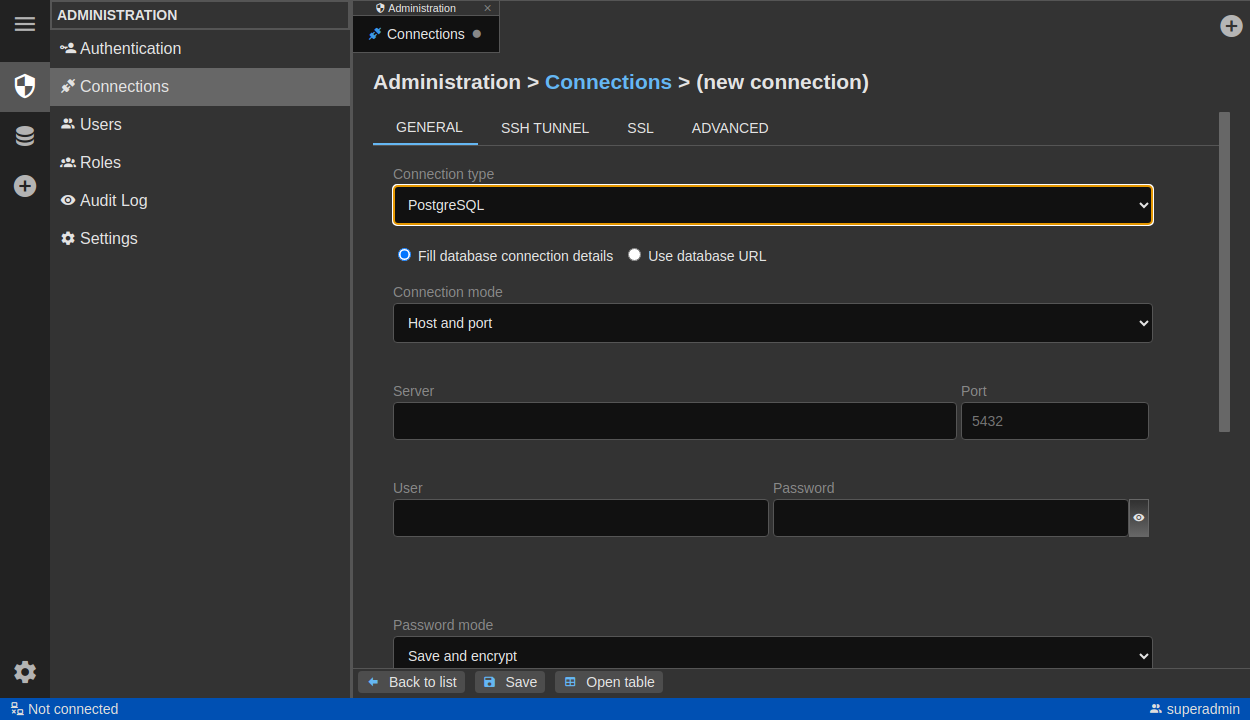 ADMINISTRATION
Authentication
Connections
Users
Roles
Audit Log
Settings
Administration
Connections
Administration > Connections > (new connection)
GENERAL SSH TUNNEL SSL ADVANCED
Connection type
PostgreSQL
Fill database connection details Use database URL
Connection mode
Host and port
Server Port
5432
User Password
Password mode
Save and encrypt
Back to list Save Open table
Not connected superadmin